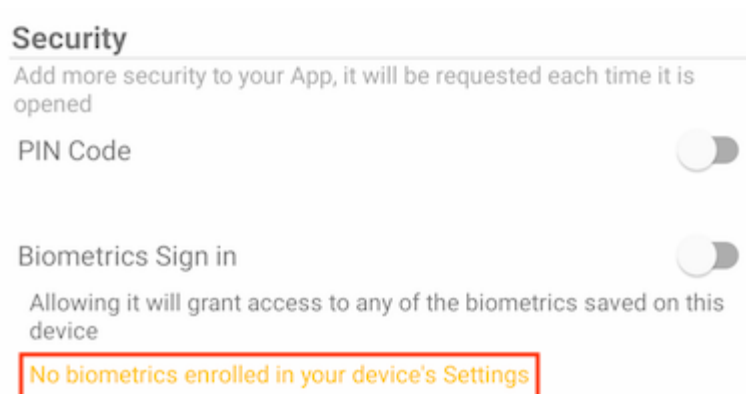 Security
Add more security to your App, it will be requested each time it is
opened
PIN Code
Biometrics Sign in
Allowing it will grant access to any of the biometrics saved on this
device
No biometrics enrolled in your device's Settings